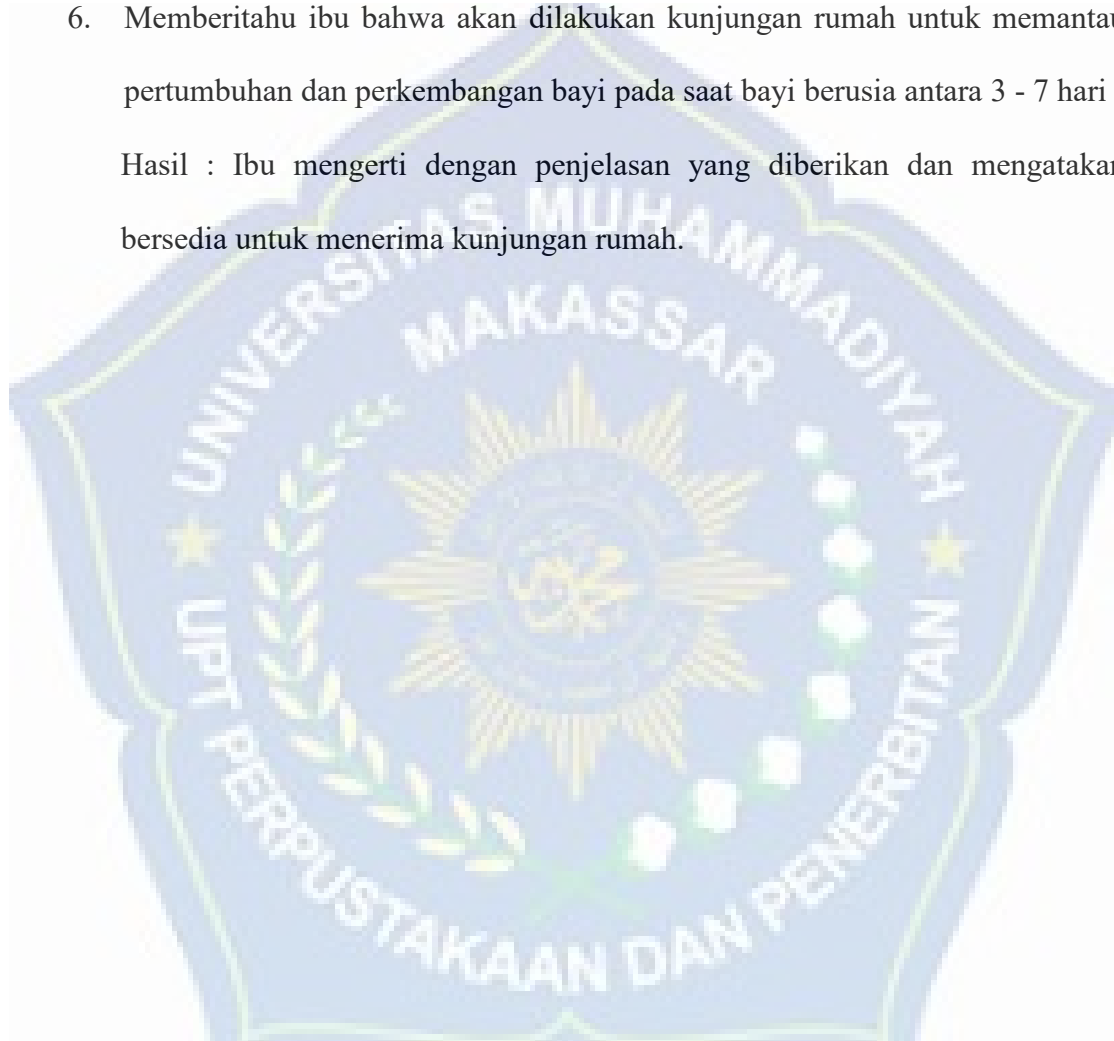 6. Memberitahu ibu bahwa akan dilakukan kunjungan rumah untuk memantau
pertumbuhan dan perkembangan bayi pada saat bayi berusia antara 3 - 7 hari
Hasil : Ibu mengerti dengan penjelasan yang diberikan dan mengatakan
bersedia untuk menerima kunjungan rumah.
UNIVERSITAS MUHAMMADIYAH
MAKASSAR
UPT PERPUSTAKAAN DAN PENERBITAN